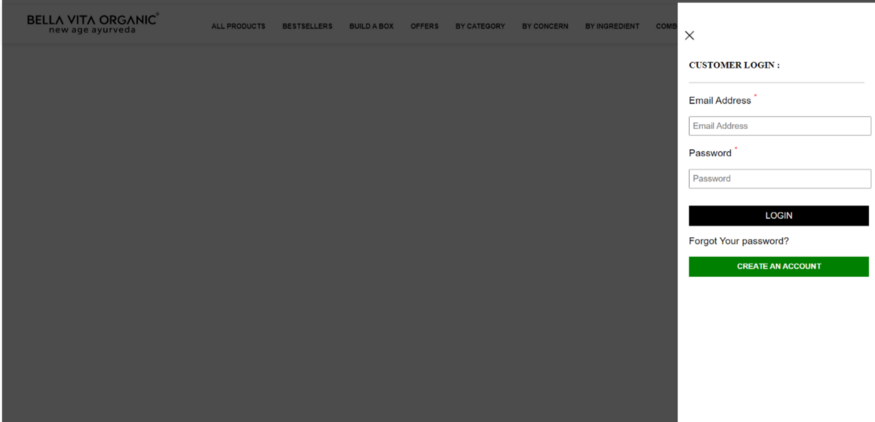 BELLA VITA ORGANIC®
new age ayurveda
ALL PRODUCTS BESTSELLERS BUILD A BOX OFFERS BY CATEGORY BY CONCERN BY INGREDIENT COMB
CUSTOMER LOGIN :
Email Address *
Email Address
Password *
Password
LOGIN
Forgot Your password?
CREATE AN ACCOUNT